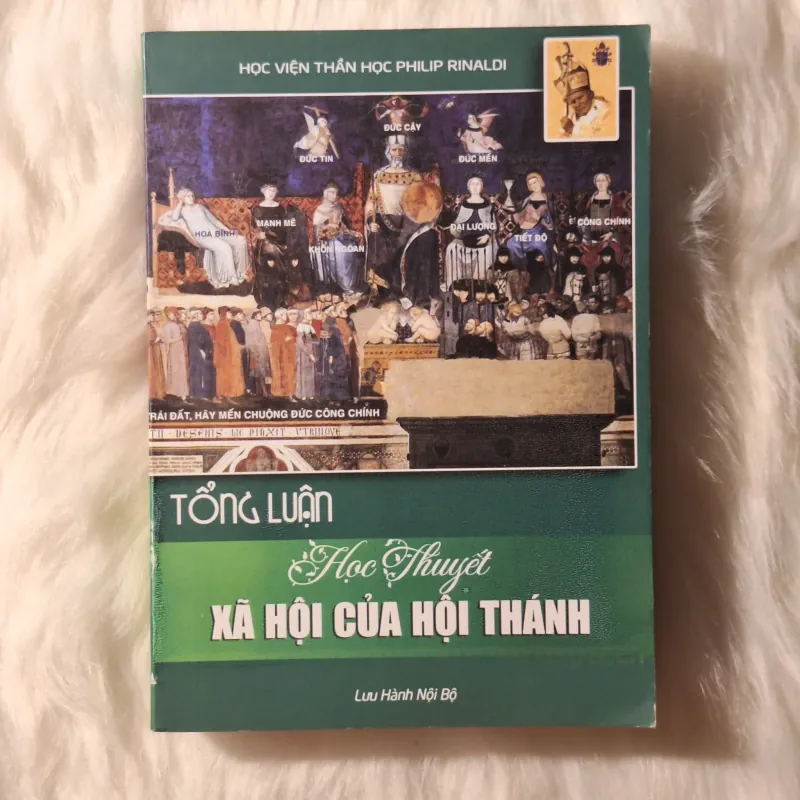 HỌC VIỆN THẦN HỌC PHILIP RINALDI
ĐỨC CẬY
ĐỨC TIN
ĐỨC MẾN
HOÀ BÌNH
MẠNH MẼ
KHÔN NGOAN
ĐẠI LƯỢNG
TIẾT ĐỘ
CÔNG CHÍNH
TRÁI ĐẤT, HÃY MẾN CHUỘNG ĐỨC CÔNG CHÍNH
TỔNG LUẬN
Học Thuyết
XÃ HỘI CỦA HỘI THÁNH
Lưu Hành Nội Bộ